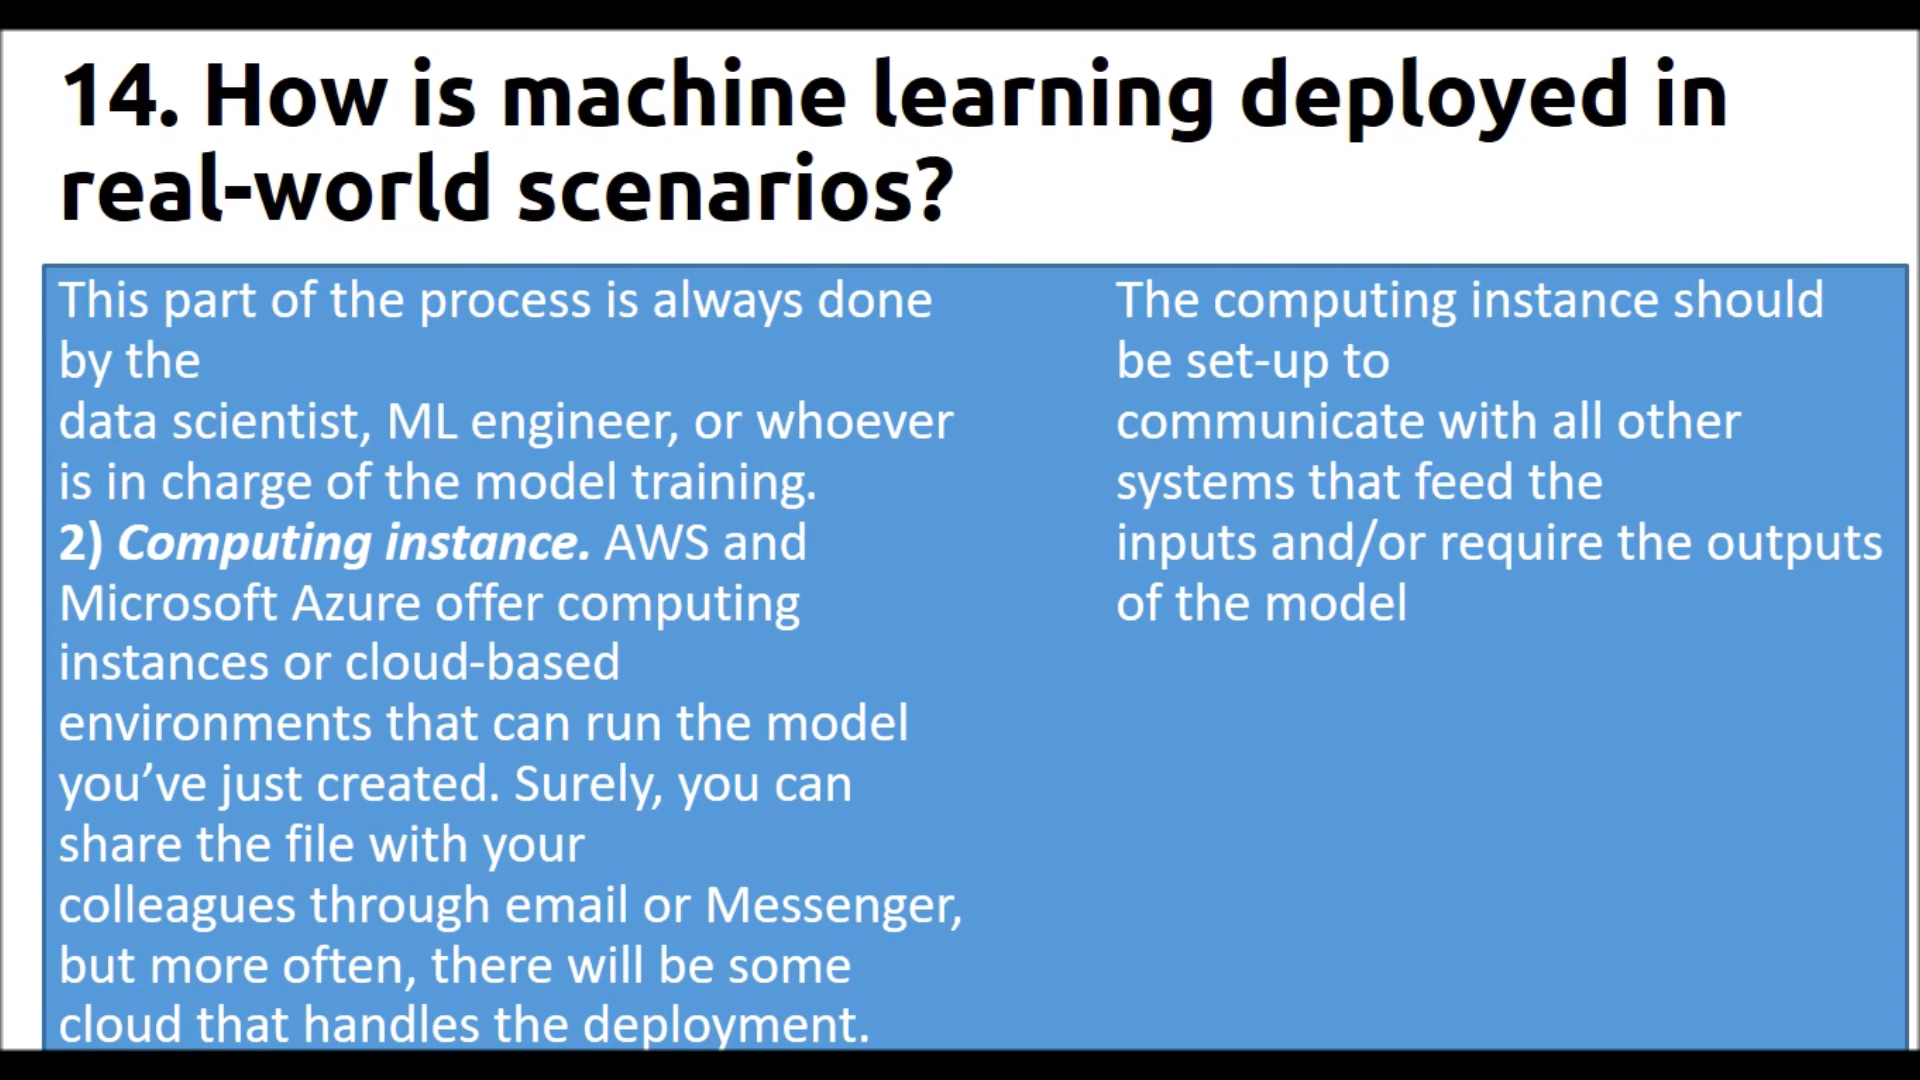 14. How is machine learning deployed in
real-world scenarios?
This part of the process is always done
by the
data scientist, ML engineer, or whoever
is in charge of the model training.
2) Computing instance. AWS and
Microsoft Azure offer computing
instances or cloud-based
environments that can run the model
you’ve just created. Surely, you can
share the file with your
colleagues through email or Messenger,
but more often, there will be some
cloud that handles the deployment.
The computing instance should
be set-up to
communicate with all other
systems that feed the
inputs and/or require the outputs
of the model